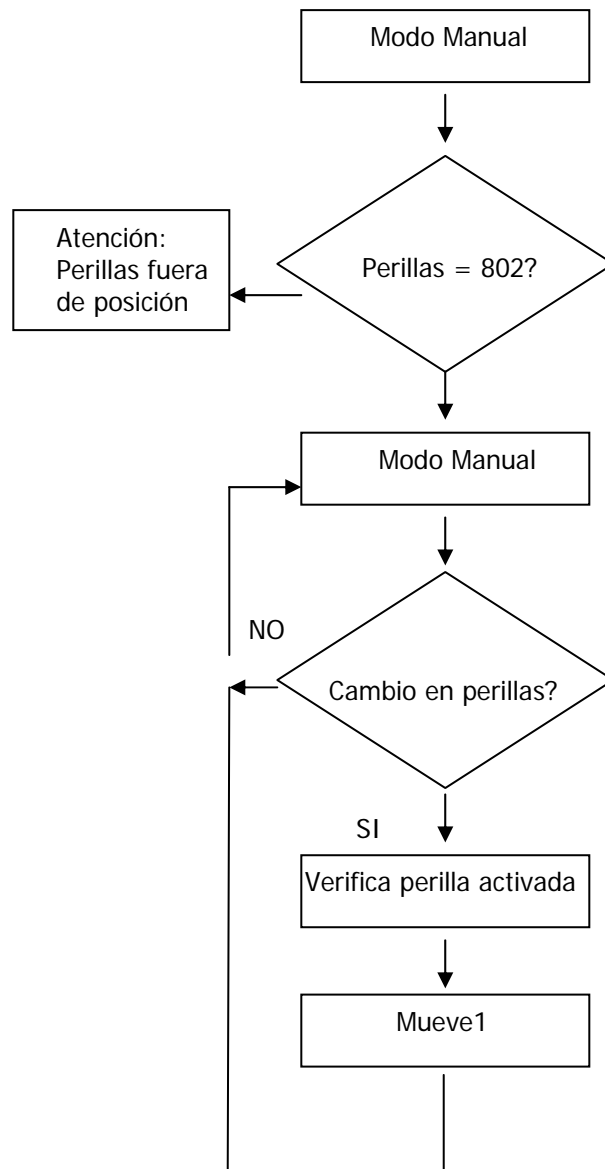 Modo Manual
Perillas = 802?
Atención:
Perillas fuera
de posición
Modo Manual
NO
Cambio en perillas?
SI
Verifica perilla activada
Mueve1